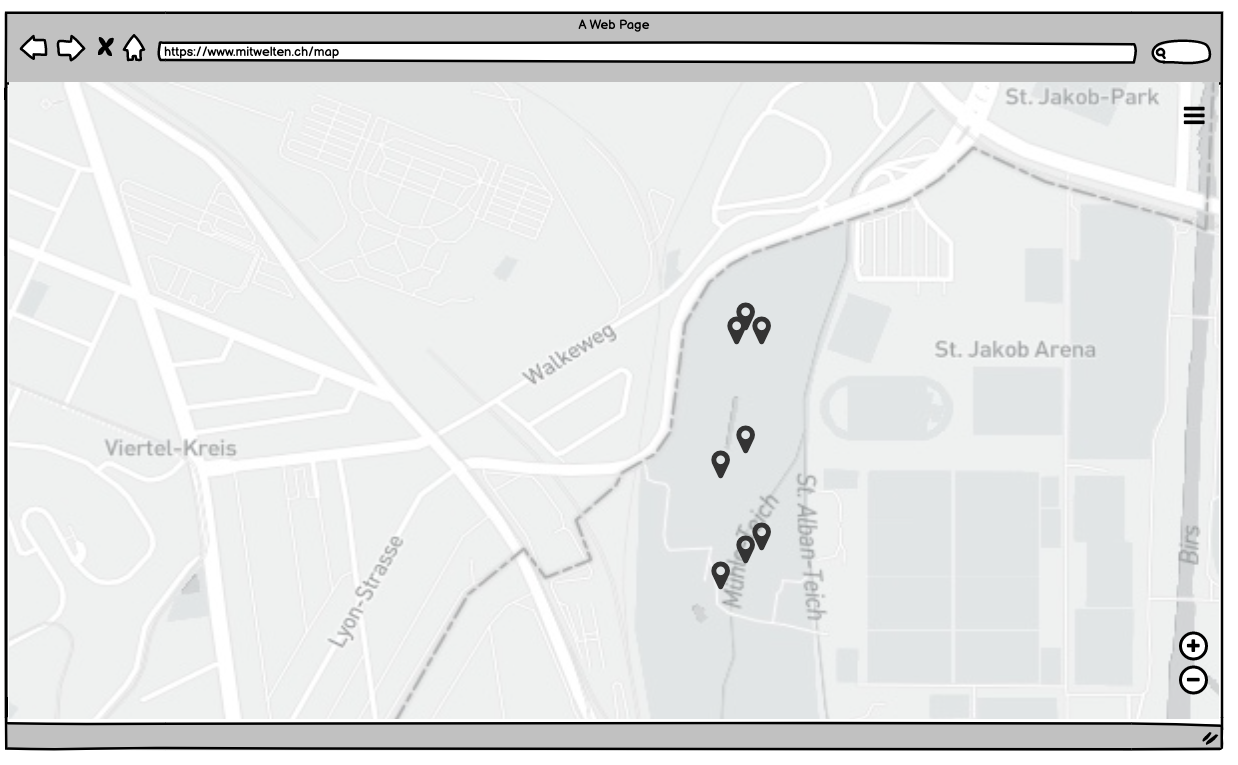 A Web Page
https://www.mitwelten.ch/map
St. Jakob-Park
Walkeweg
St. Jakob Arena
Viertel-Kreis
Mühle-Teich
St. Alban-Teich
Birs
Lyon-Strasse